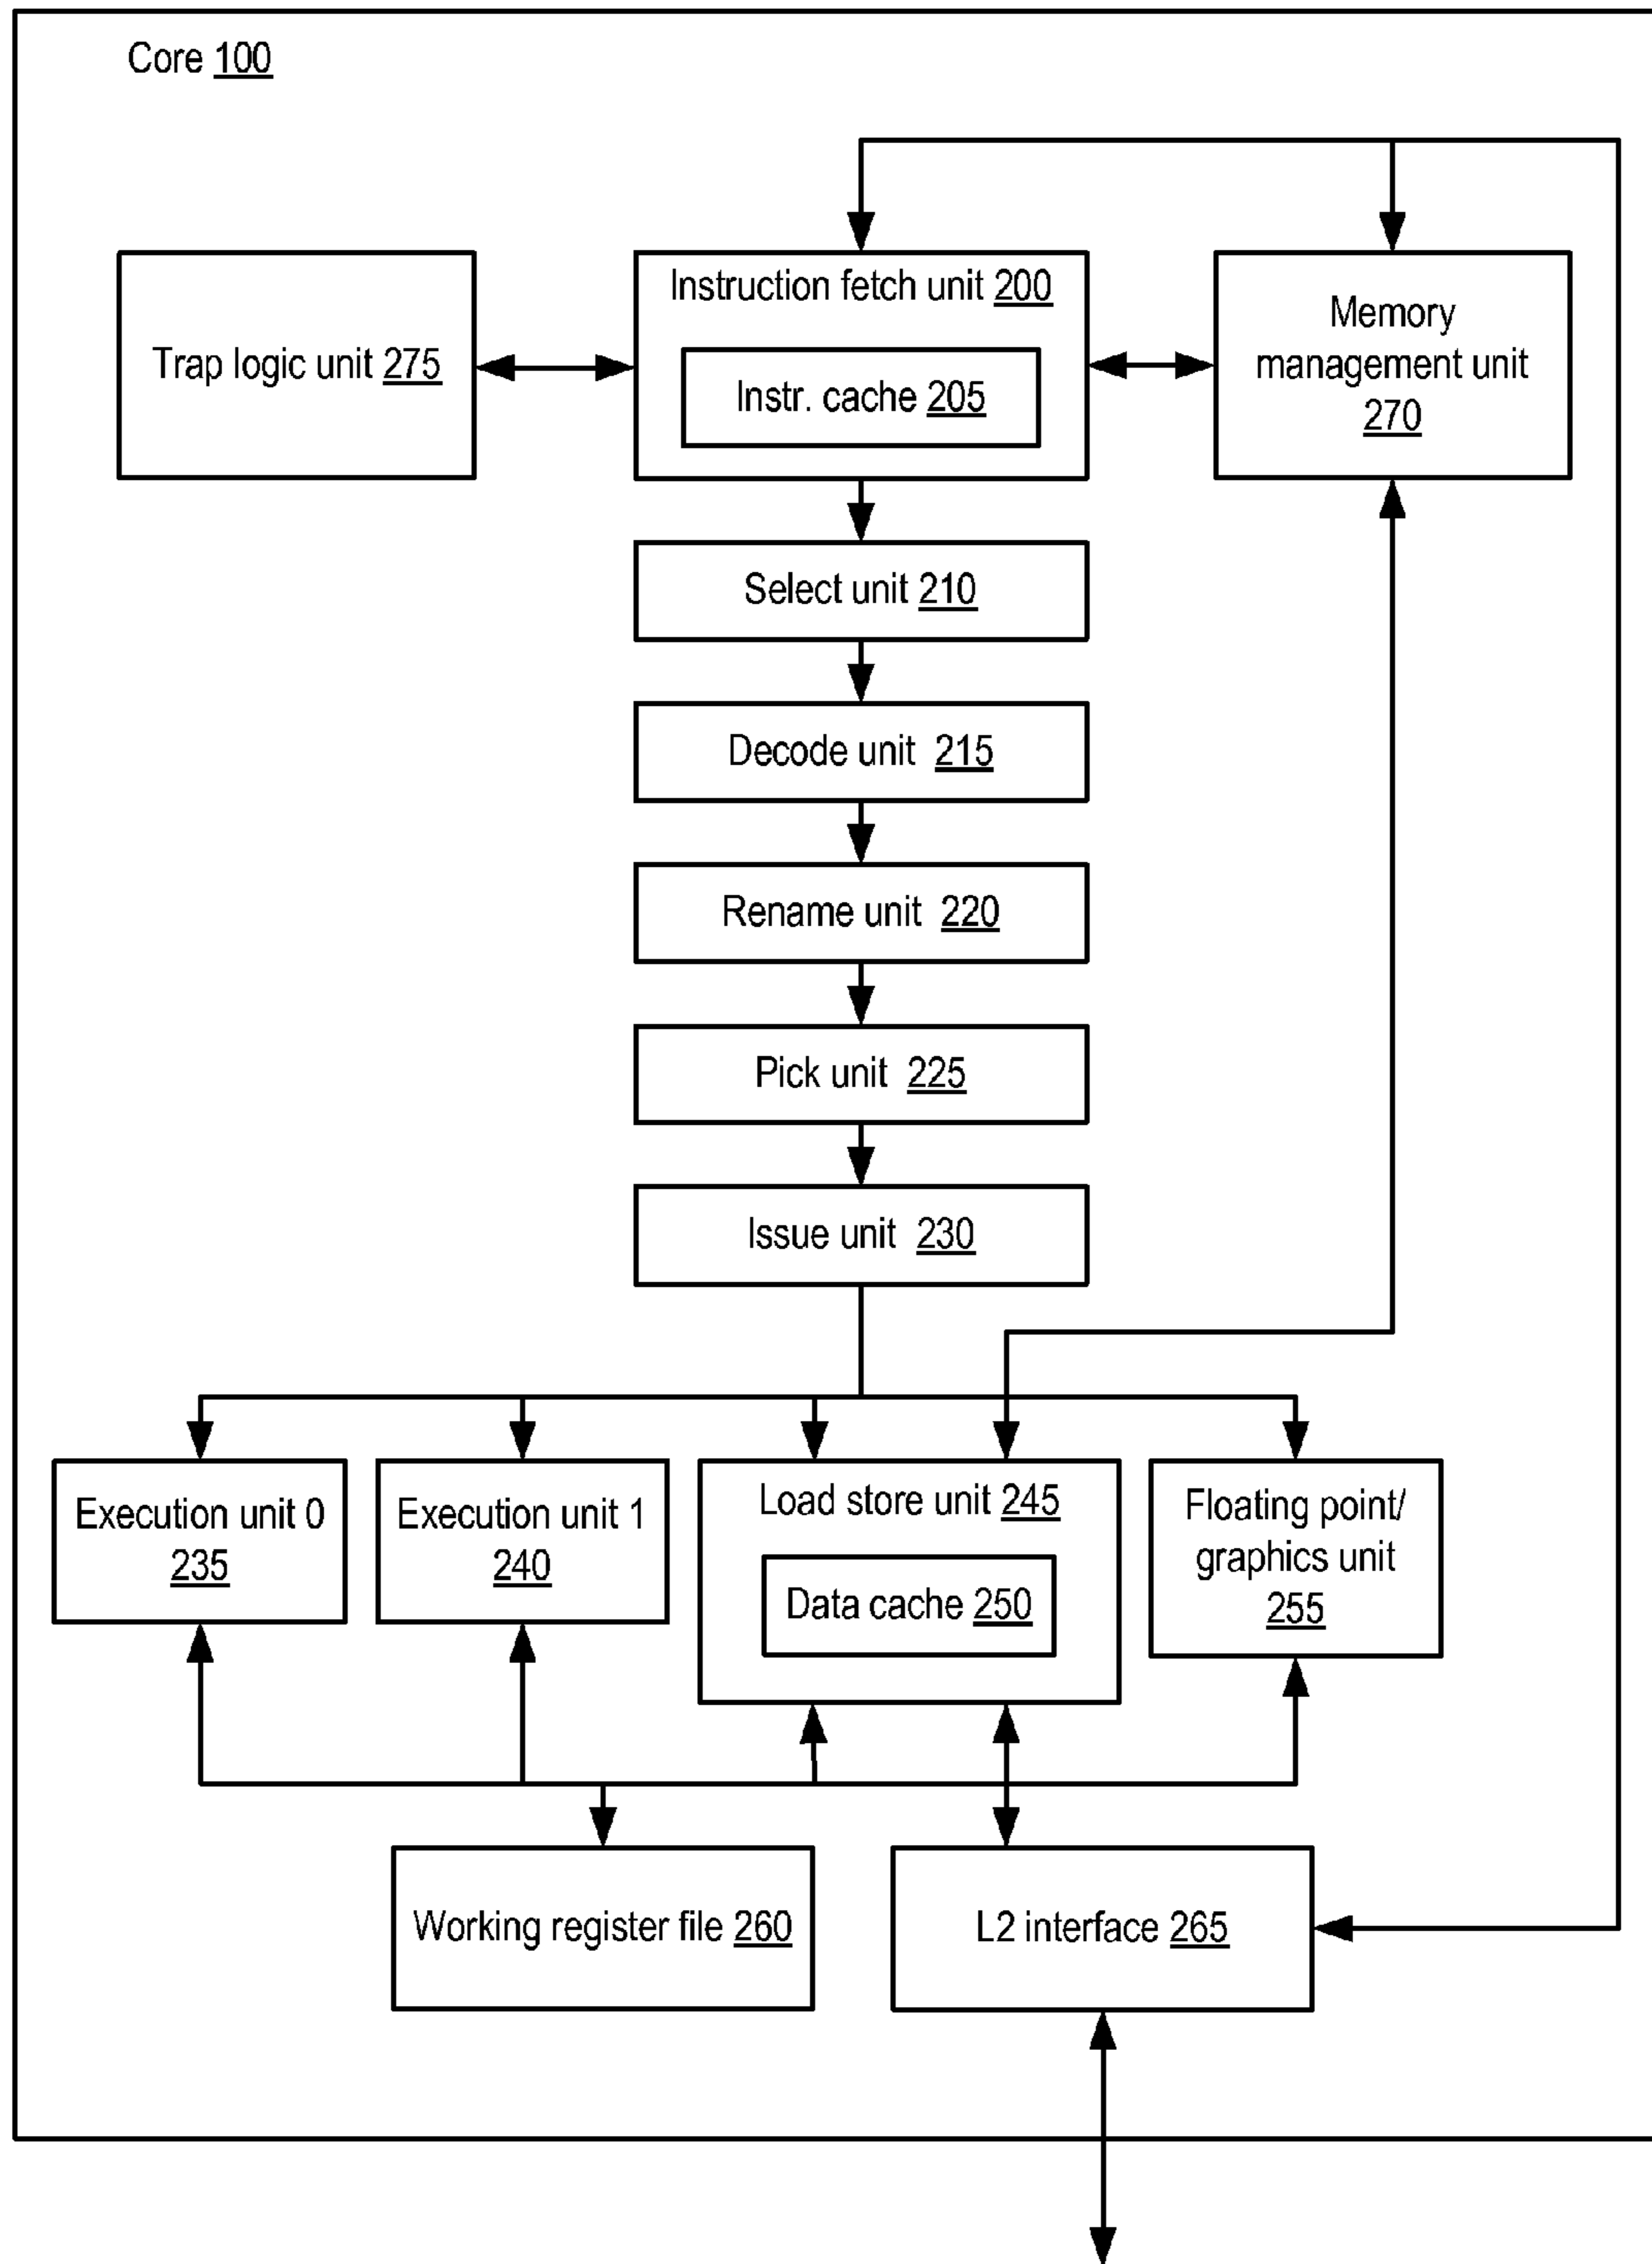 Core 100
Instruction fetch unit 200
Instr. cache 205
Trap logic unit 275
Memory
management unit
270
Select unit 210
Decode unit 215
Rename unit 220
Pick unit 225
Issue unit 230
Execution unit 0
235
Execution unit 1
240
Load store unit 245
Data cache 250
Floating point/
graphics unit
255
Working register file 260
L2 interface 265